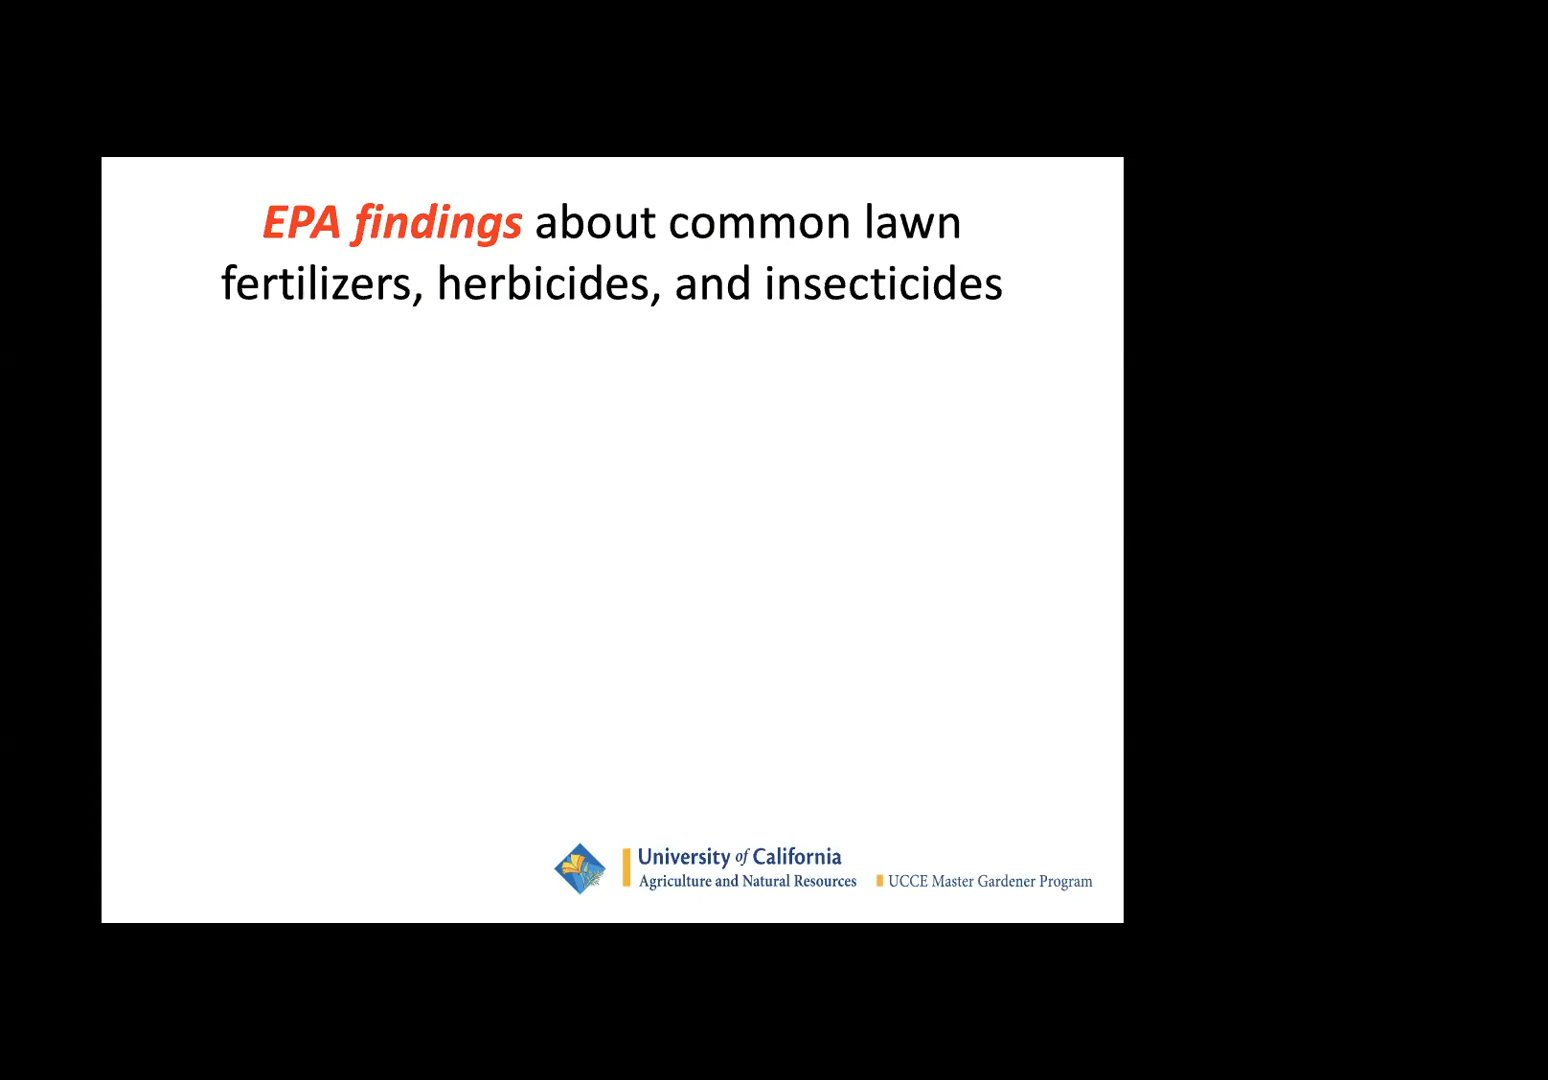 EPA findings about common lawn
fertilizers, herbicides, and insecticides
University of California
Agriculture and Natural Resources
UCCE Master Gardener Program